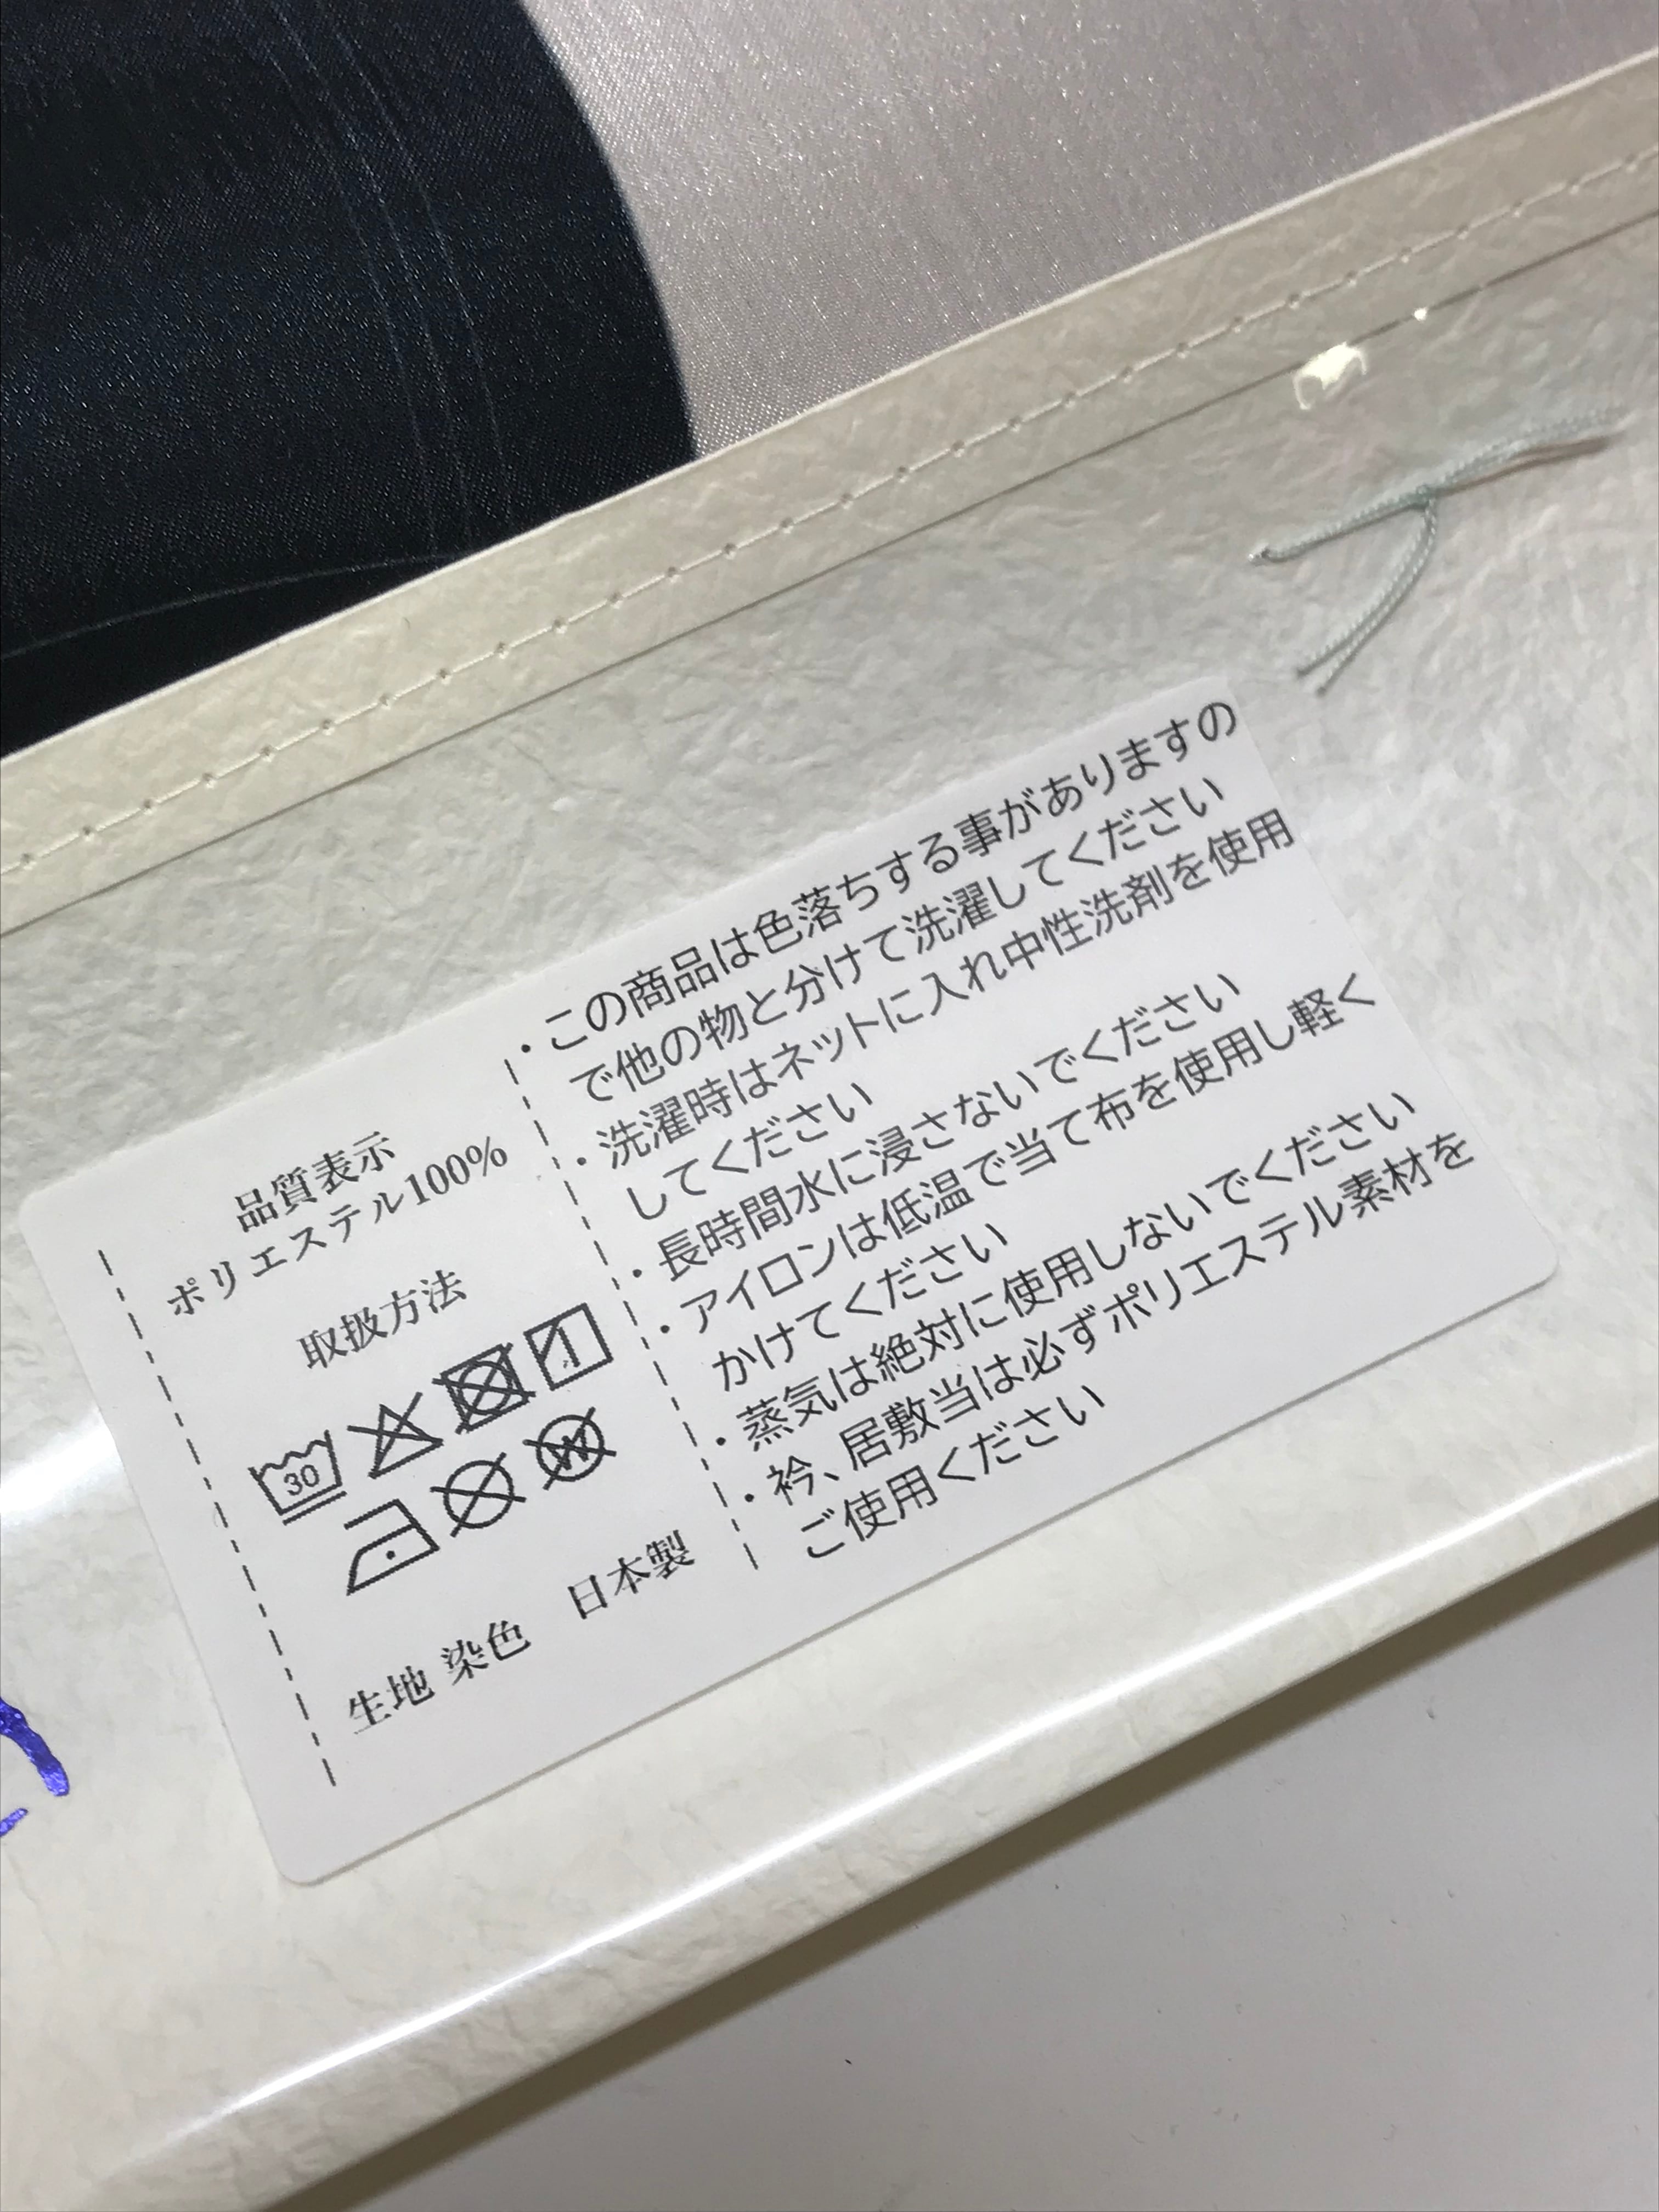 品質表示
ポリエステル100%
取扱方法
30
W
生地 染色　日本製
・この商品は色落ちする事がありますの
で他の物と分けて洗濯してください
・洗濯時はネットに入れ中性洗剤を使用
してください
・長時間水に浸さないでください
・アイロンは低温で当て布を使用し軽く
かけてください
・蒸気は絶対に使用しないでください
・衿、居敷当は必ずポリエステル素材を
ご使用ください